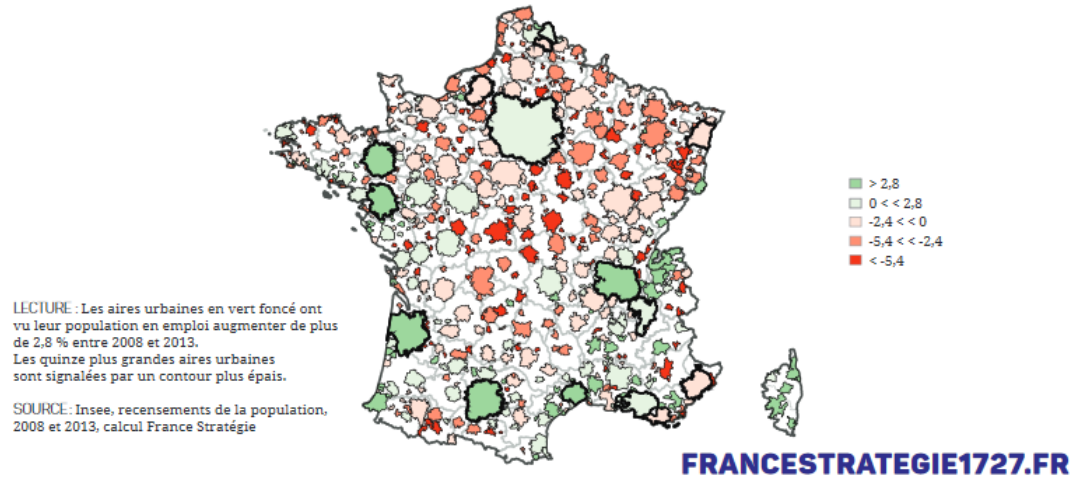 > 2,8
0 < < 2,8
-2,4 < < 0
-5,4 < < -2,4
< -5,4
LECTURE : Les aires urbaines en vert foncé ont
vu leur population en emploi augmenter de plus
de 2,8 % entre 2008 et 2013.
Les quinze plus grandes aires urbaines
sont signalées par un contour plus épais.
SOURCE : Insee, recensements de la population,
2008 et 2013, calcul France Stratégie
FRANCESTRATEGIE1727.FR